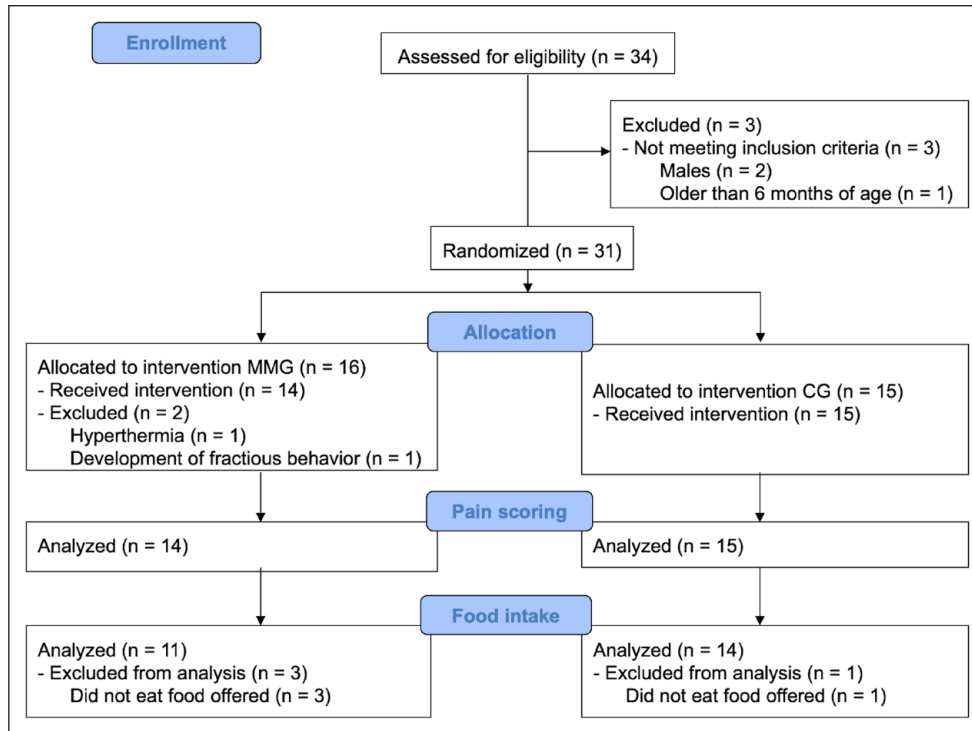 Enrollment
Assessed for eligibility (n = 34)
Excluded (n = 3)
- Not meeting inclusion criteria (n = 3)
Males (n = 2)
Older than 6 months of age (n = 1)
Randomized (n = 31)
Allocation
Allocated to intervention MMG (n = 16)
- Received intervention (n = 14)
- Excluded (n = 2)
Hyperthermia (n = 1)
Development of fractious behavior (n = 1)
Allocated to intervention CG (n = 15)
- Received intervention (n = 15)
Pain scoring
Analyzed (n = 14)
Analyzed (n = 15)
Food intake
Analyzed (n = 11)
- Excluded from analysis (n = 3)
Did not eat food offered (n = 3)
Analyzed (n = 14)
- Excluded from analysis (n = 1)
Did not eat food offered (n = 1)